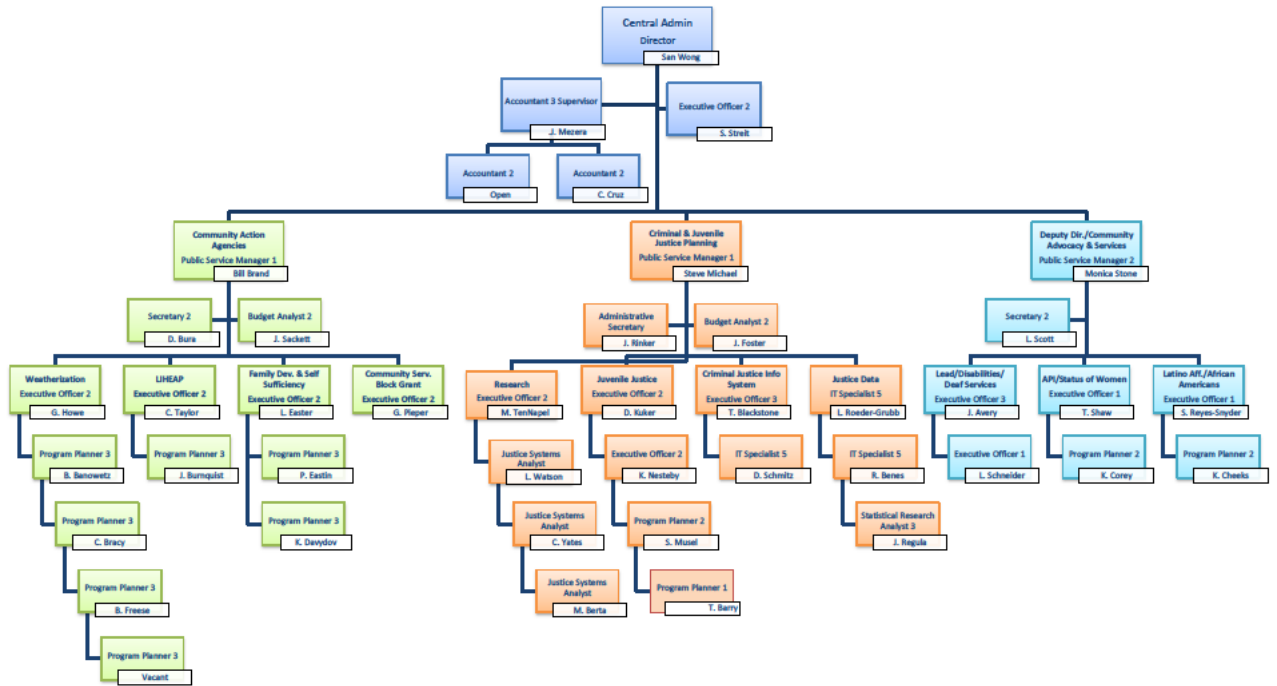 Central Admin
Director
San Wong
Accountant 3 Supervisor
J. Mezera
Executive Officer 2
S. Streit
Accountant 2
Open
Accountant 2
C. Cruz
Community Action
Agencies
Public Service Manager 1
Bill Brand
Criminal & Juvenile
Justice Planning
Public Service Manager 1
Steve Michael
Deputy Dir./Community
Advocacy & Services
Public Service Manager 2
Monica Stone
Secretary 2
D. Bura
Budget Analyst 2
J. Sackett
Administrative
Secretary
J. Rinker
Budget Analyst 2
J. Foster
Secretary 2
L. Scott
Weatherization
Executive Officer 2
G. Howe
LIHEAP
Executive Officer 2
C. Taylor
Family Dev. & Self
Sufficiency
Executive Officer 2
L. Easter
Community Serv.
Block Grant
Executive Officer 2
G. Pieper
Research
Executive Officer 2
M. TenNapel
Juvenile Justice
Executive Officer 2
D. Kuker
Criminal Justice Info
System
Executive Officer 3
T. Blackstone
Justice Data
IT Specialist 5
L. Roeder-Grubb
Lead/Disabilities/
Deaf Services
Executive Officer 3
J. Avery
API/Status of Women
Executive Officer 1
T. Shaw
Latino Aff./African
Americans
Executive Officer 1
S. Reyes-Snyder
Program Planner 3
B. Banowetz
Program Planner 3
J. Burnquist
Program Planner 3
P. Eastin
Justice Systems
Analyst
L. Watson
Executive Officer 2
K. Nesteby
IT Specialist 5
D. Schmitz
IT Specialist 5
R. Benes
Executive Officer 1
L. Schneider
Program Planner 2
K. Corey
Program Planner 2
K. Cheeks
Program Planner 3
C. Bracy
Program Planner 3
K. Davydov
Justice Systems
Analyst
C. Yates
Program Planner 2
S. Musel
Statistical Research
Analyst 3
J. Regula
Program Planner 3
B. Freese
Justice Systems
Analyst
M. Berta
Program Planner 1
T. Barry
Program Planner 3
Vacant